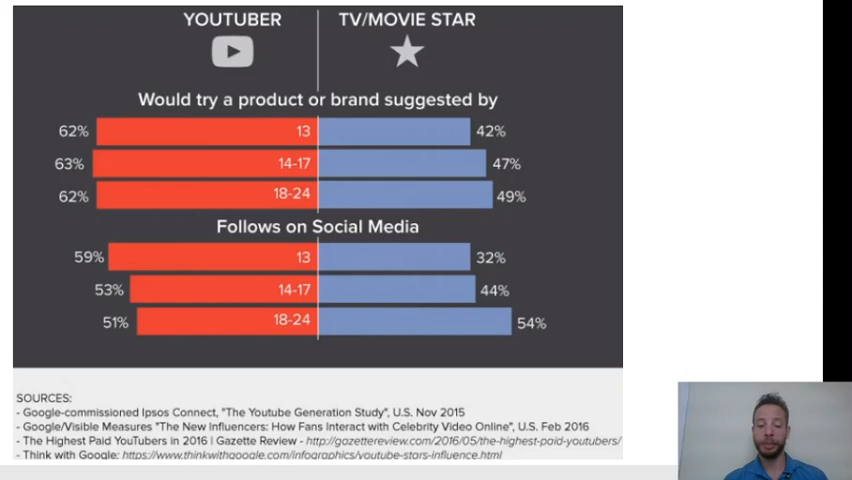 YOUTUBER TV/MOVIE STAR
Would try a product or brand suggested by
62% 13 42%
63% 14-17 47%
62% 18-24 49%
Follows on Social Media
59% 13 32%
53% 14-17 44%
51% 18-24 54%
SOURCES:
- Google-commissioned Ipsos Connect, "The Youtube Generation Study", U.S. Nov 2015
- Google/Visible Measures "The New Influencers: How Fans Interact with Celebrity Video Online", U.S. Feb 2016
- The Highest Paid YouTubers in 2016 | Gazette Review - http://gazettereview.com/2016/05/the-highest-paid-youtubers/
- Think with Google: https://www.thinkwithgoogle.com/infographics/youtube-stars-influence.html